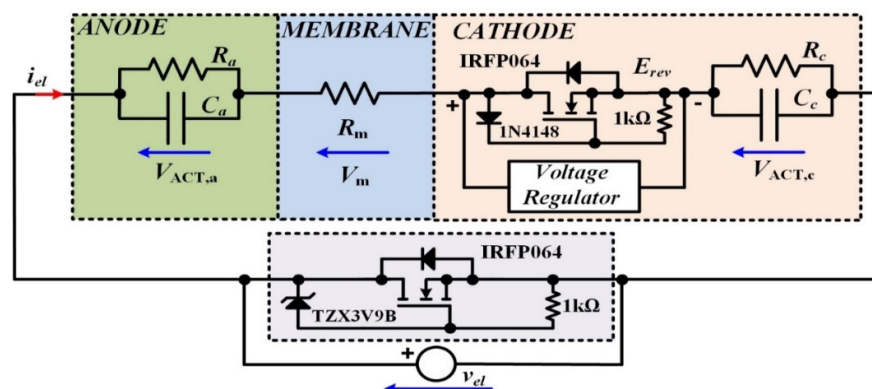 ANODE
MEMBRANE
CATHODE
i_el
R_a
C_a
V_ACT,a
R_m
V_m
IRFP064
E_rev
+
-
1N4148
1kΩ
Voltage
Regulator
R_c
C_c
V_ACT,c
IRFP064
TZX3V9B
1kΩ
+
v_el